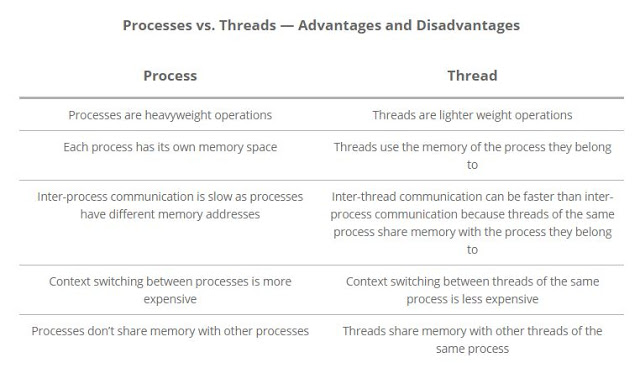 Processes vs. Threads — Advantages and Disadvantages
Process
Thread
Processes are heavyweight operations
Threads are lighter weight operations
Each process has its own memory space
Threads use the memory of the process they belong
to
Inter-process communication is slow as processes
have different memory addresses
Inter-thread communication can be faster than inter-
process communication because threads of the same
process share memory with the process they belong
to
Context switching between processes is more
expensive
Context switching between threads of the same
process is less expensive
Processes don’t share memory with other processes
Threads share memory with other threads of the
same process